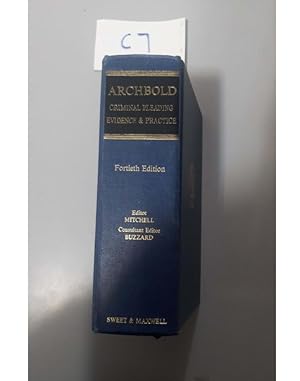 C7
ARCHBOLD
CRIMINAL PLEADING
EVIDENCE & PRACTICE
Fortieth Edition
Editor
MITCHELL
Consultant Editor
BUZZARD
SWEET & MAXWELL